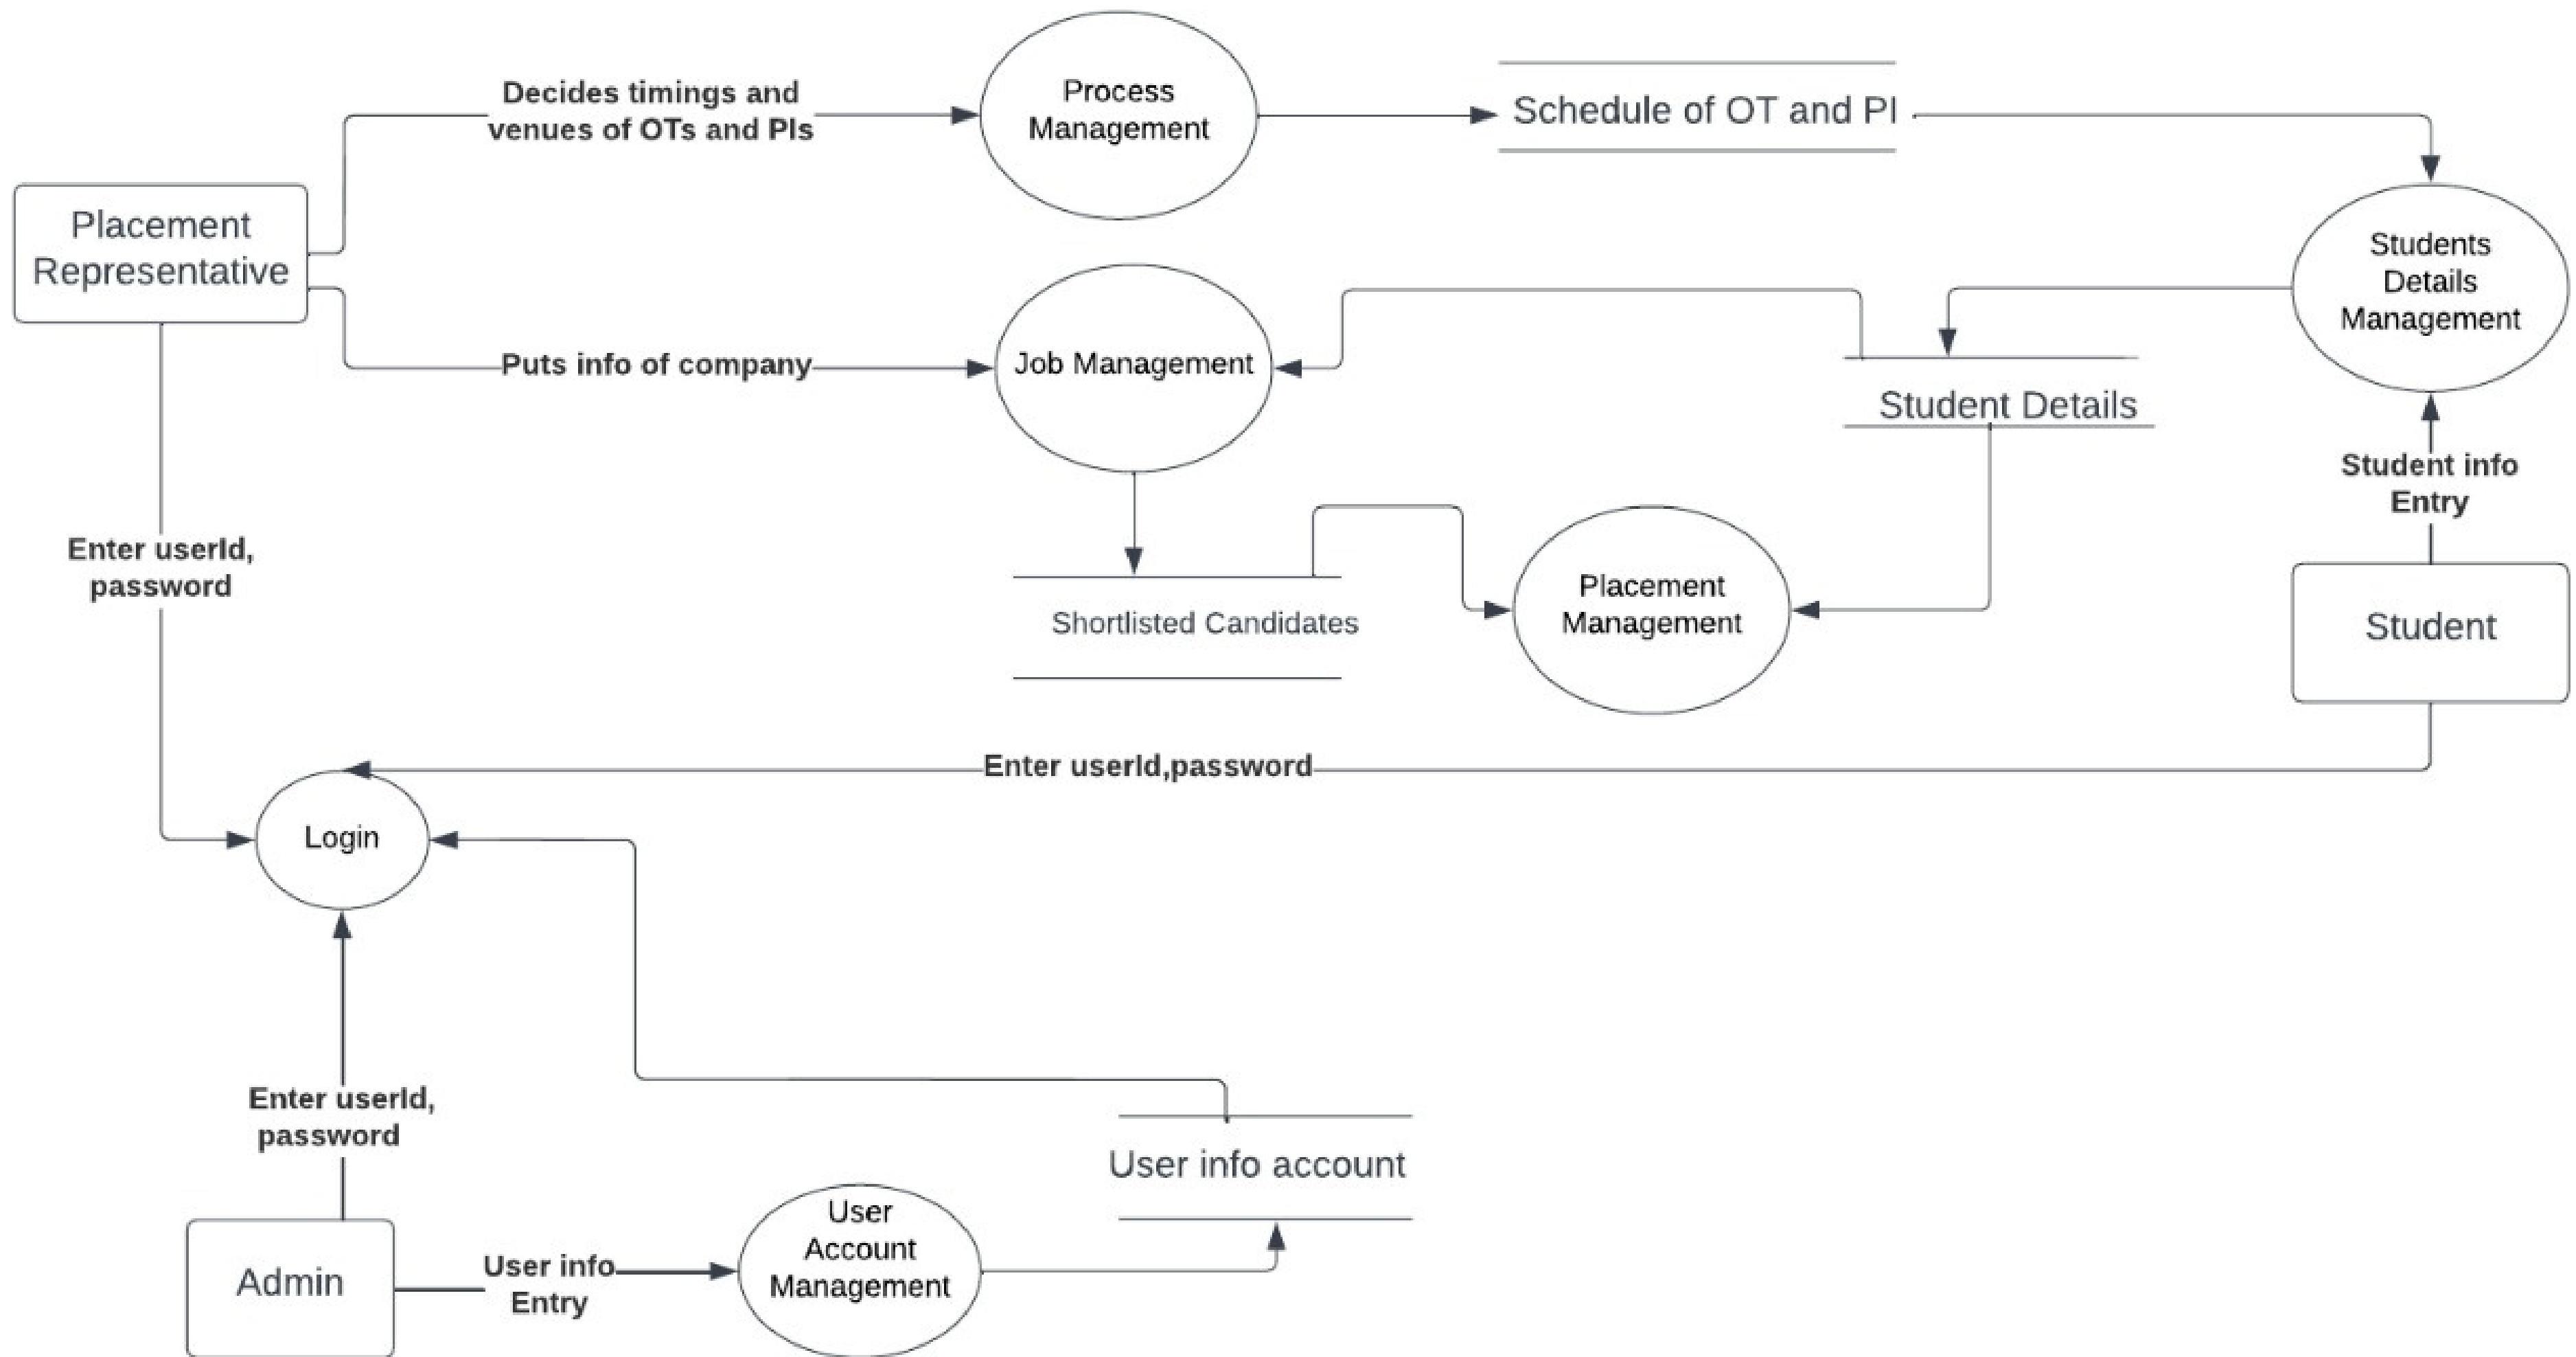 Decides timings and
venues of OTs and PIs
Process
Management
Schedule of OT and PI
Placement
Representative
Students
Details
Management
Puts info of company
Job Management
Student Details
Student info
Entry
Enter userId,
password
Shortlisted Candidates
Placement
Management
Student
Enter userId,password
Login
Enter userId,
password
User info account
Admin
User info
Entry
User
Account
Management